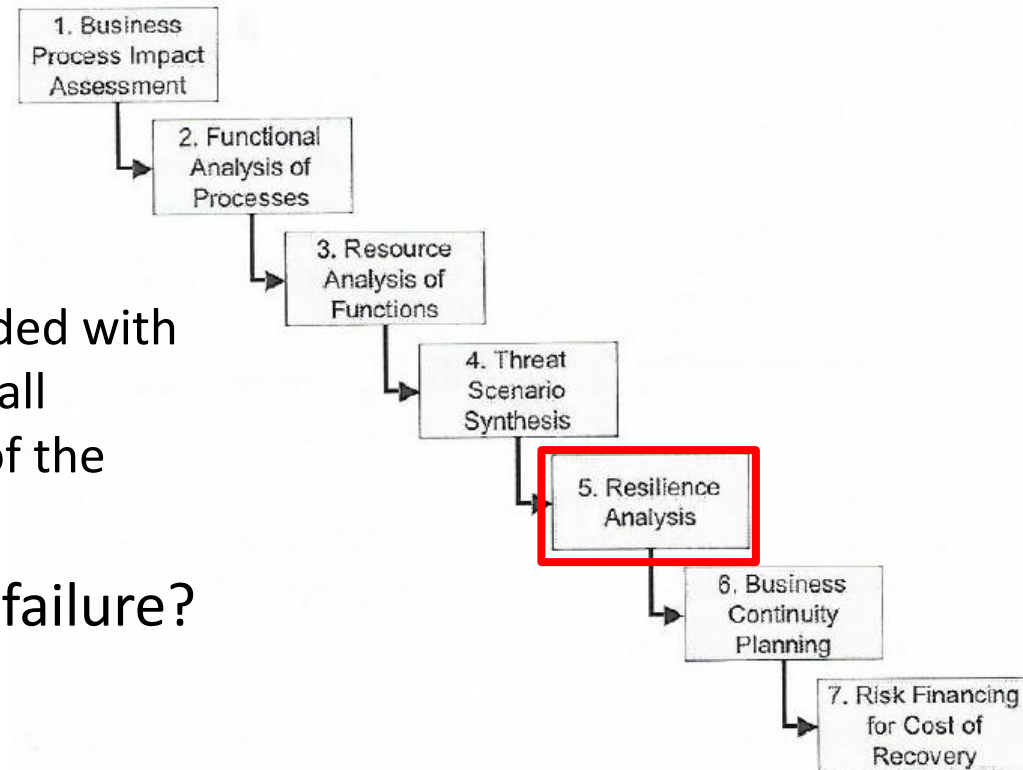 1. Business
Process Impact
Assessment
2. Functional
Analysis of
Processes
3. Resource
Analysis of
Functions
ded with
all
of the
failure?
4. Threat
Scenario
Synthesis
5. Resilience
Analysis
6. Business
Continuity
Planning
7. Risk Financing
for Cost of
Recovery